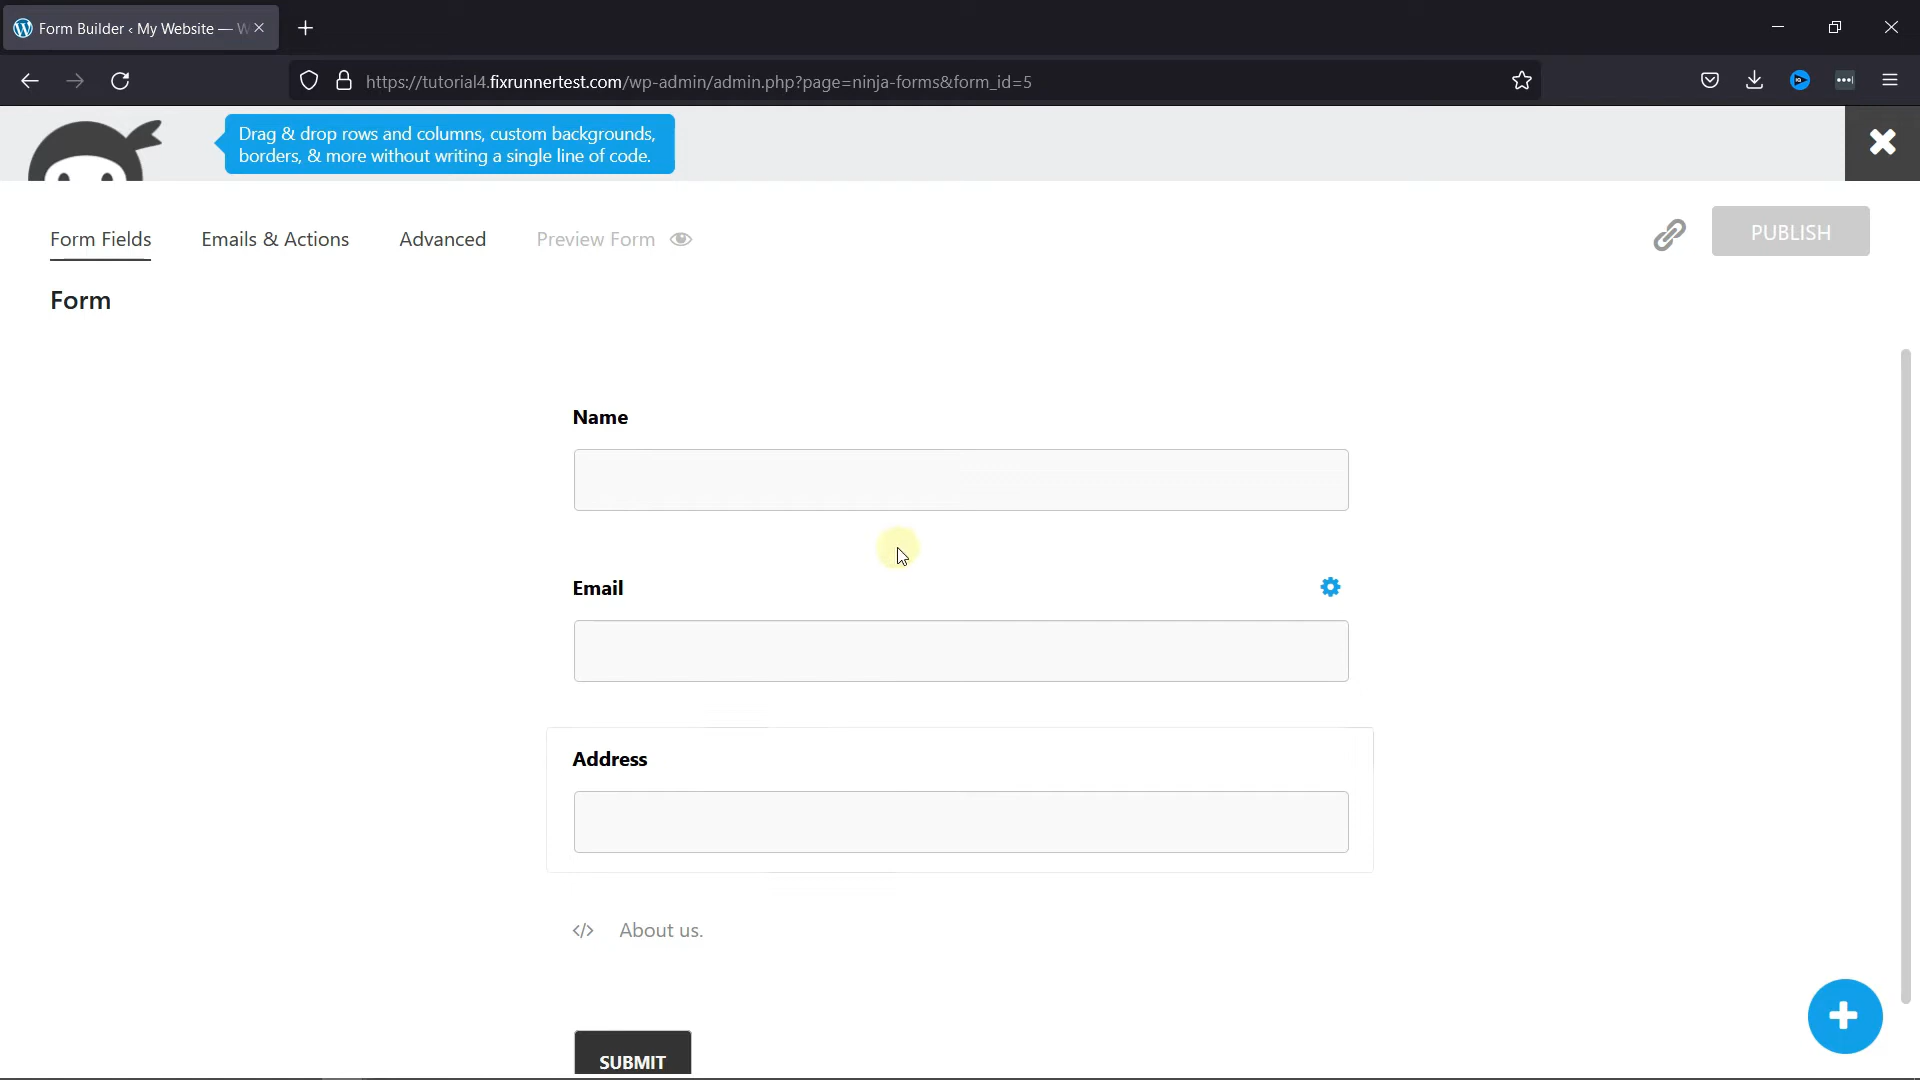 Form Builder ‹ My Website — W
https://tutorial4.fixrunnertest.com/wp-admin/admin.php?page=ninja-forms&form_id=5
Drag & drop rows and columns, custom backgrounds,
borders, & more without writing a single line of code.
Form Fields
Emails & Actions
Advanced
Preview Form
PUBLISH
Form
Name
Email
Address
</> About us.
SUBMIT